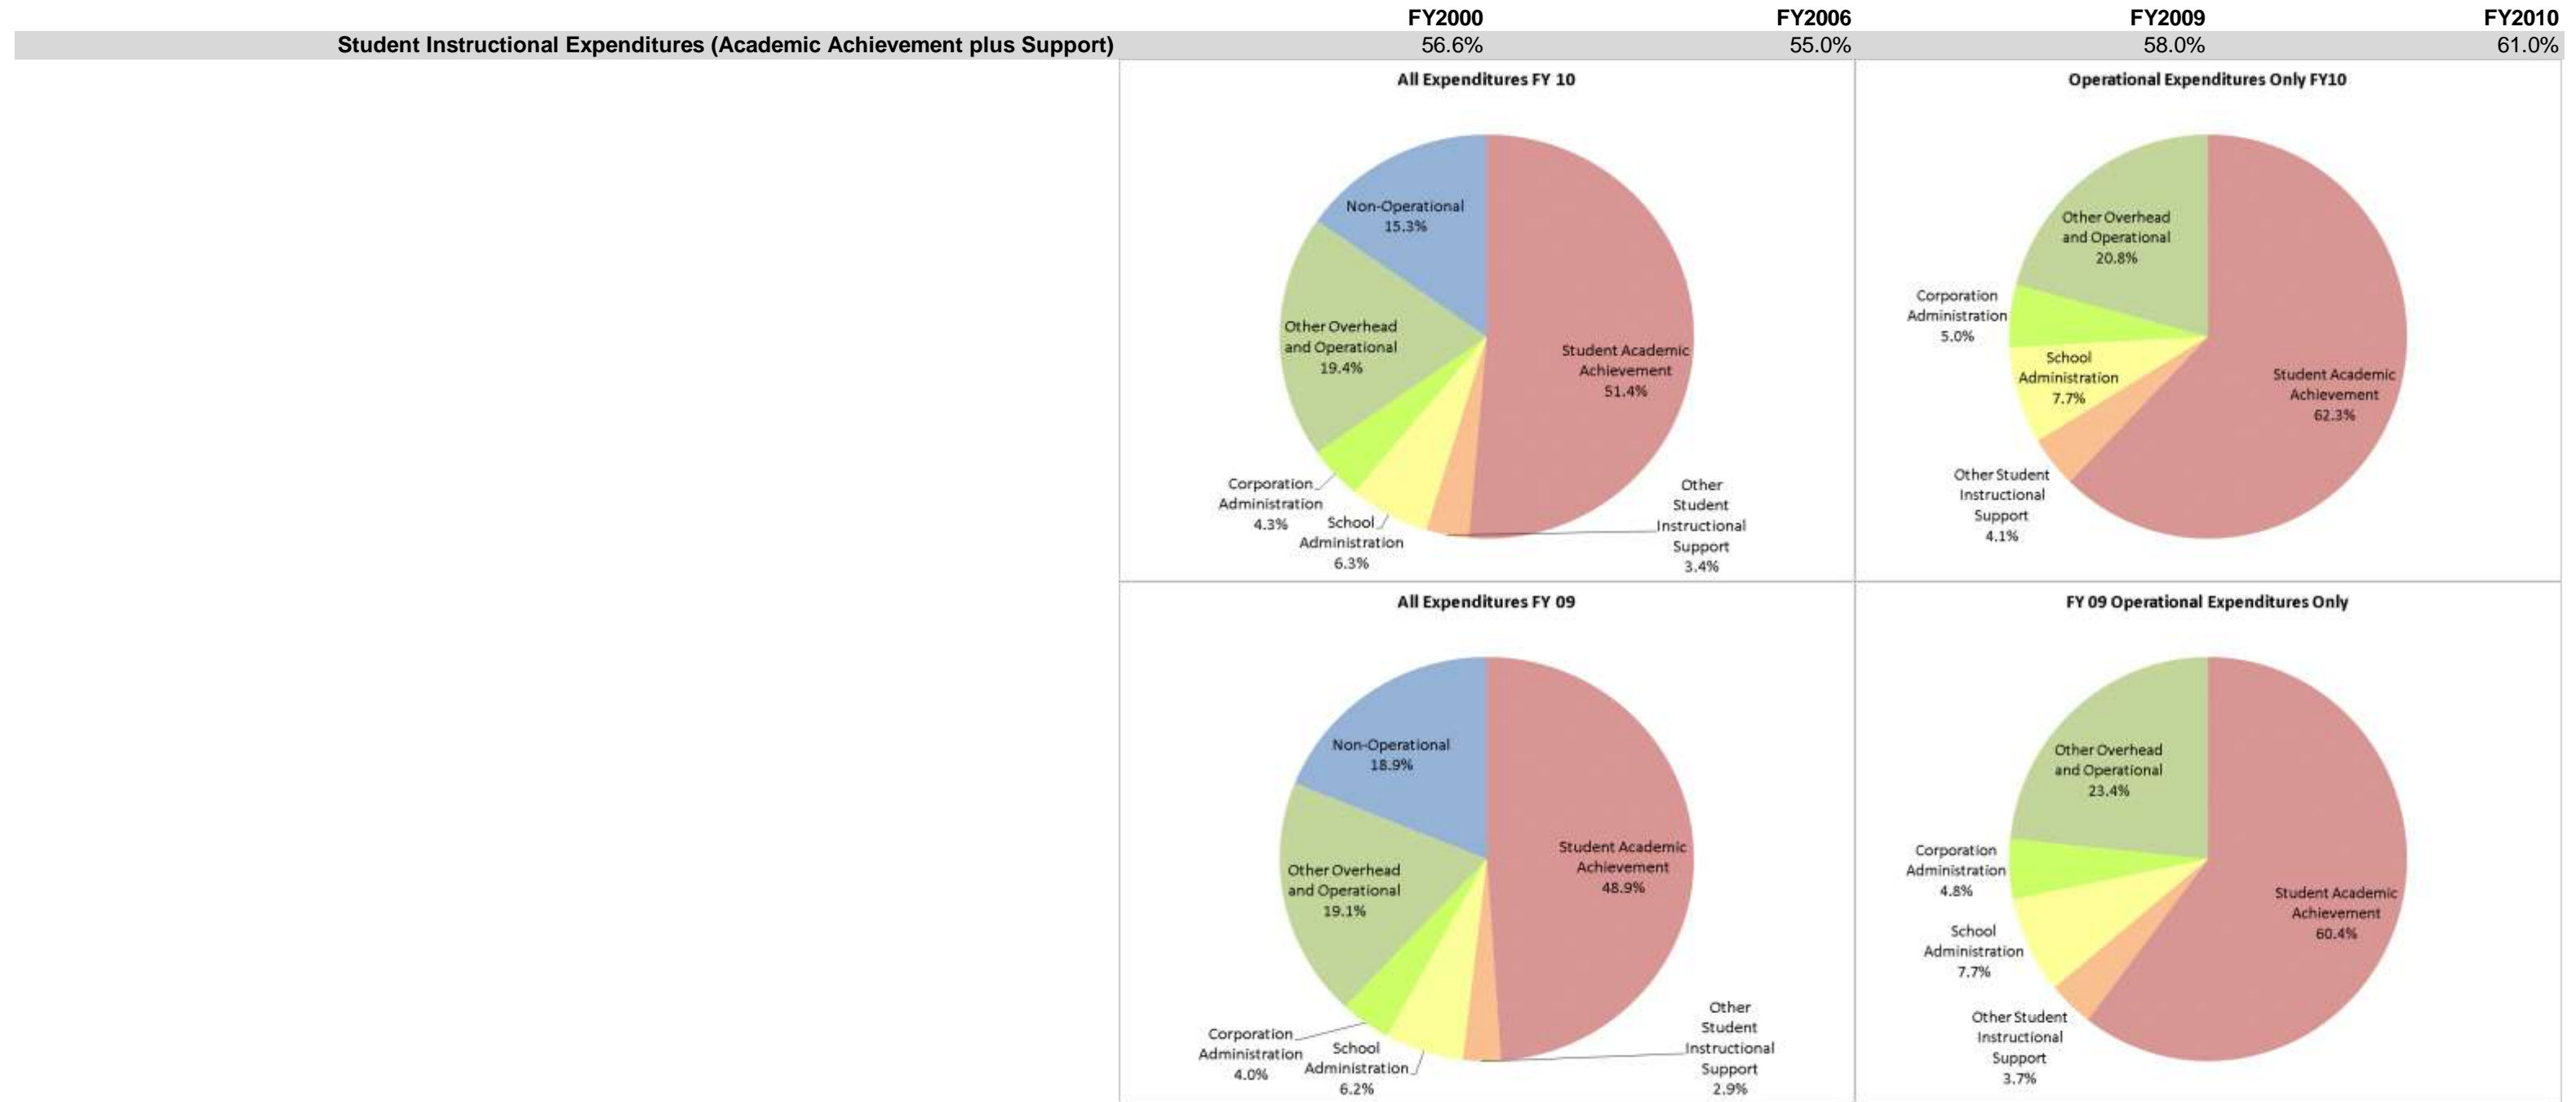 FY2000 FY2006 FY2009 FY2010
Student Instructional Expenditures (Academic Achievement plus Support) 56.6% 55.0% 58.0% 61.0%
All Expenditures FY 10
Non-Operational
15.3%
Other Overhead
and Operational
19.4%
Student Academic
Achievement
51.4%
Corporation
Administration
4.3%
School
Administration
6.3%
Other
Student
Instructional
Support
3.4%
Operational Expenditures Only FY10
Other Overhead
and Operational
20.8%
Corporation
Administration
5.0%
School
Administration
7.7%
Student Academic
Achievement
62.3%
Other Student
Instructional
Support
4.1%
All Expenditures FY 09
Non-Operational
18.9%
Student Academic
Achievement
48.9%
Other Overhead
and Operational
19.1%
Corporation
Administration
4.0%
School
Administration
6.2%
Other
Student
Instructional
Support
2.9%
FY 09 Operational Expenditures Only
Other Overhead
and Operational
23.4%
Corporation
Administration
4.8%
Student Academic
Achievement
60.4%
School
Administration
7.7%
Other Student
Instructional
Support
3.7%